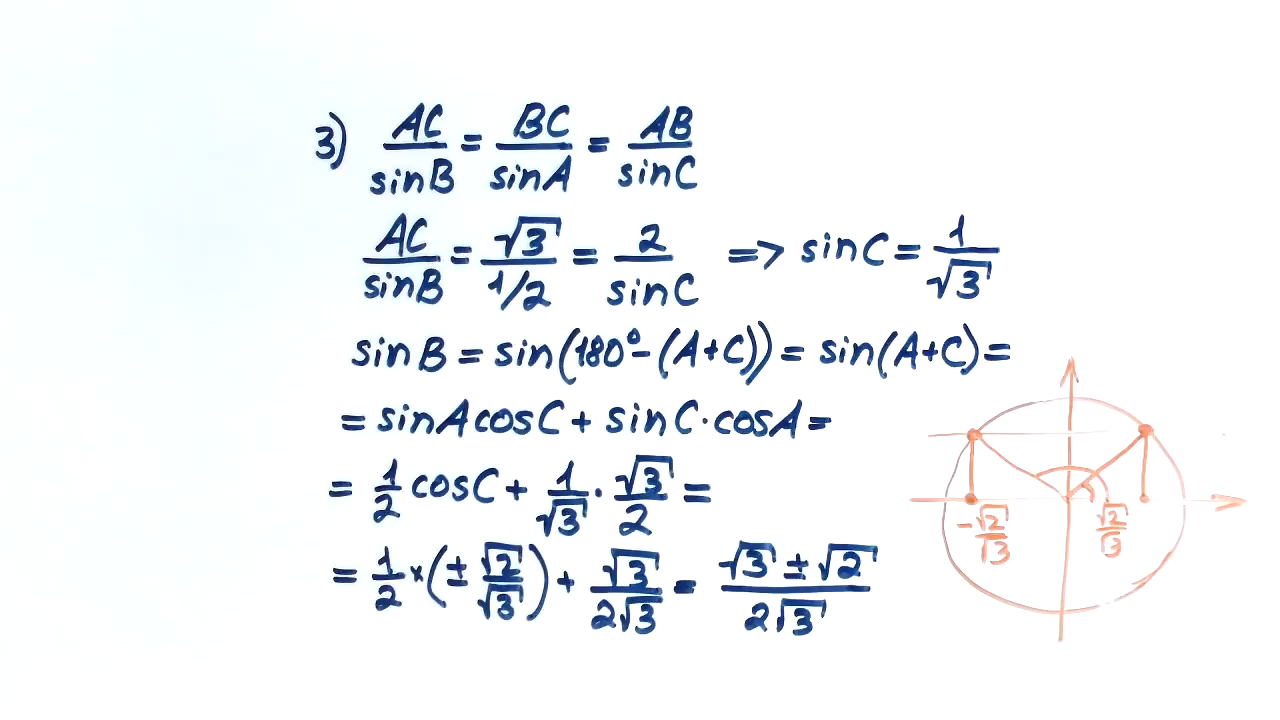 3) AC/sinB = BC/sinA = AB/sinC
AC/sinB = √3/1/2 = 2/sinC => sinC = 1/√3
sinB = sin(180°-(A+C)) = sin(A+C) =
= sinAcosC + sinC·cosA =
= 1/2 cosC + 1/√3 · √3/2 =
= 1/2 × (± √2/√3) + √3/2√3 = √3 ± √2/2√3
-√2/√3
√2/√3